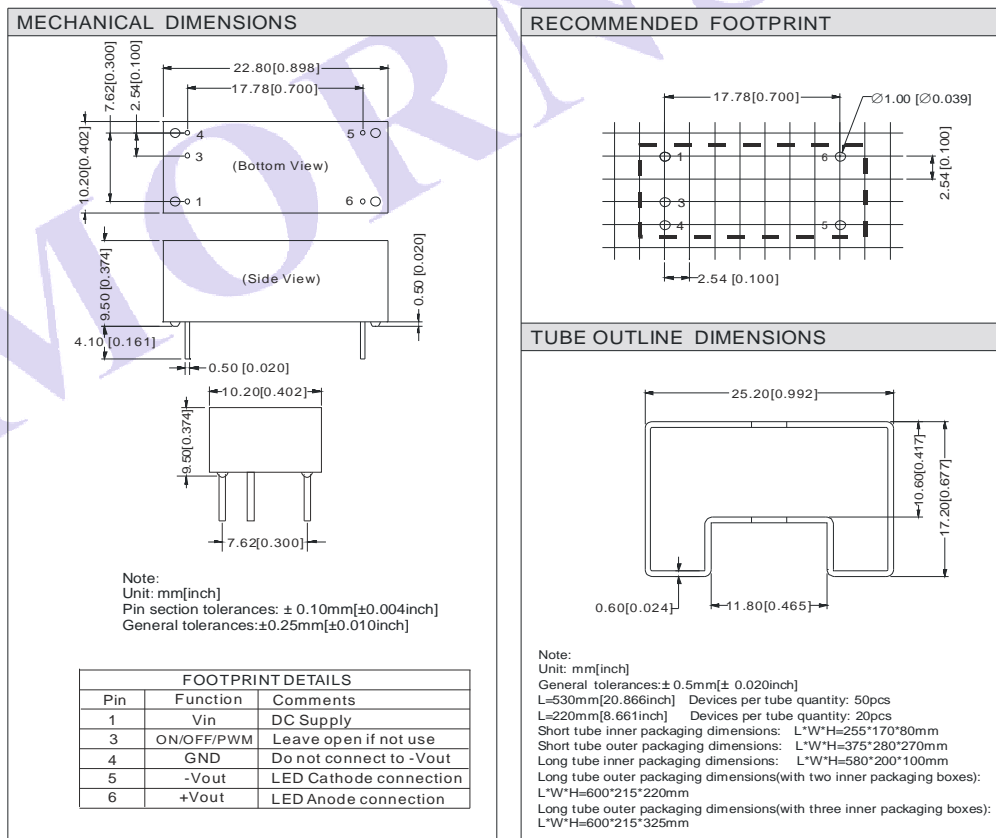 MECHANICAL DIMENSIONS
7.62[0.300]
2.54[0.100]
22.80[0.898]
17.78[0.700]
10.20[0.402]
4
5
3
(Bottom View)
1
6
9.50[0.374]
(Side View)
0.50 [0.020]
4.10 [0.161]
0.50 [0.020]
10.20[0.402]
9.50[0.374]
7.62[0.300]
Note:
Unit: mm[inch]
Pin section tolerances: ± 0.10mm[±0.004inch]
General tolerances:±0.25mm[±0.010inch]
FOOTPRINT DETAILS
Pin Function Comments
1 Vin DC Supply
3 ON/OFF/PWM Leave open if not use
4 GND Do not connect to -Vout
5 -Vout LED Cathode connection
6 +Vout LED Anode connection
RECOMMENDED FOOTPRINT
17.78[0.700]
∅1.00 [∅0.039]
1
6
2.54 [0.100]
3
4
5
2.54 [0.100]
TUBE OUTLINE DIMENSIONS
25.20[0.992]
10.60[0.417]
17.20[0.677]
0.60[0.024]
11.80[0.465]
Note:
Unit: mm[inch]
General tolerances:± 0.5mm[± 0.020inch]
L=530mm[20.866inch] Devices per tube quantity: 50pcs
L=220mm[8.661inch] Devices per tube quantity: 20pcs
Short tube inner packaging dimensions: L*W*H=255*170*80mm
Short tube outer packaging dimensions: L*W*H=375*280*270mm
Long tube inner packaging dimensions: L*W*H=580*200*100mm
Long tube outer packaging dimensions(with two inner packaging boxes):
L*W*H=600*215*220mm
Long tube outer packaging dimensions(with three inner packaging boxes):
L*W*H=600*215*325mm
MORN